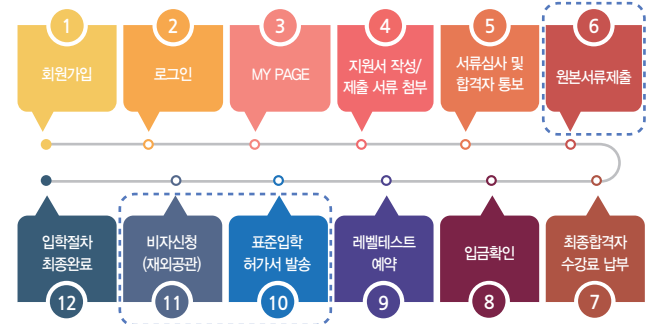 1
회원가입
2
로그인
3
MY PAGE
4
지원서 작성/
제출 서류 첨부
5
서류심사 및
합격자 통보
6
원본서류제출
최종합격자
수강료 납부
7
입금확인
8
레벨테스트
예약
9
표준입학
허가서 발송
10
비자신청
(재외공관)
11
입학절차
최종완료
12